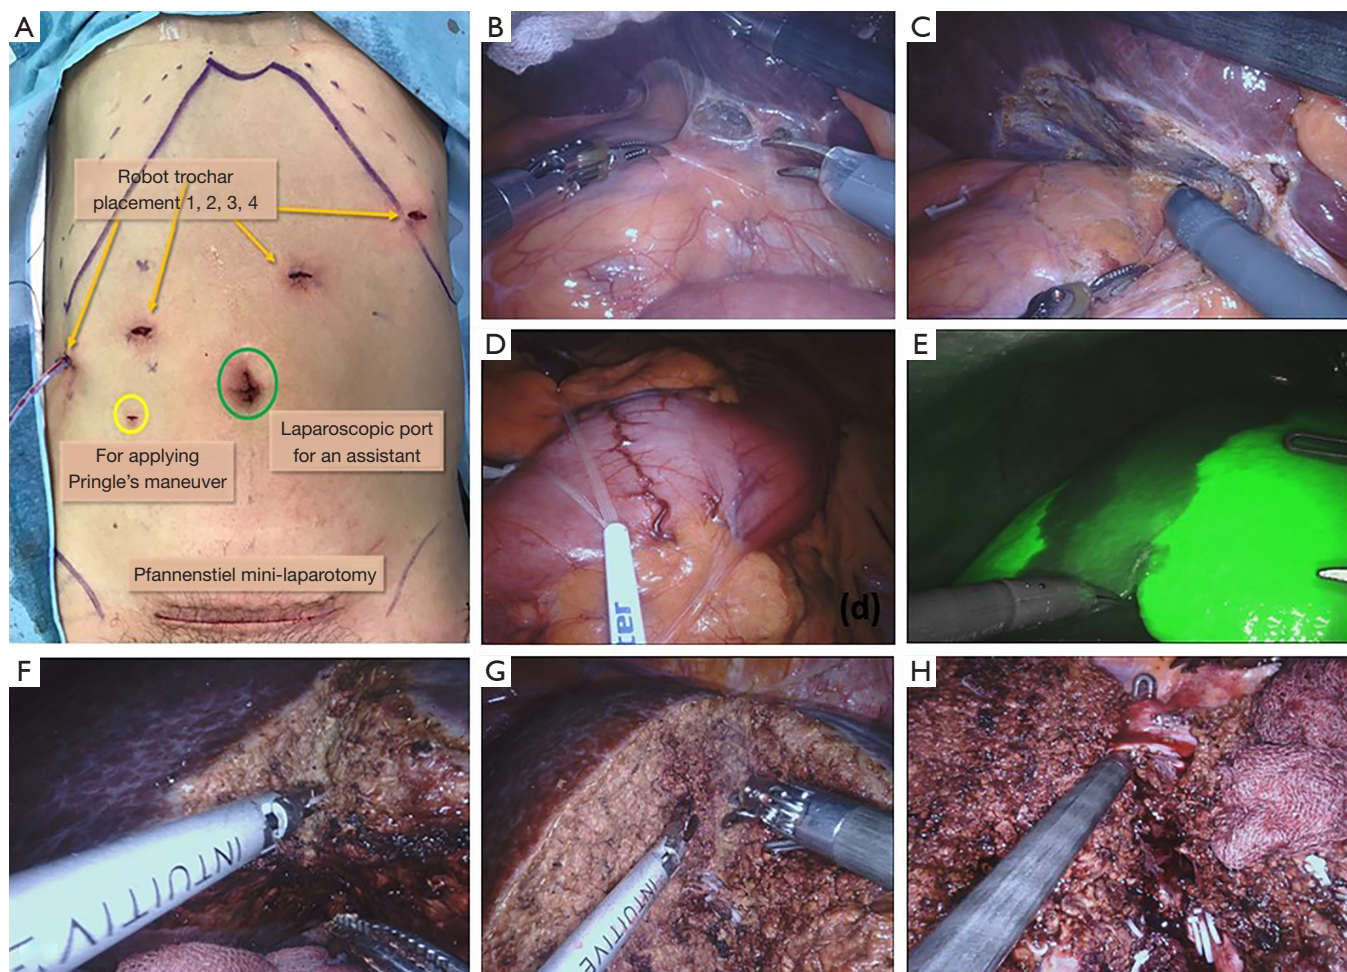 A
Robot trochar
placement 1, 2, 3, 4
For applying
Pringle's maneuver
Laparoscopic port
for an assistant
Pfannenstiel mini-laparotomy
B
C
D
(d)
E
F
INTUITIVE
G
INTUITIVE
H